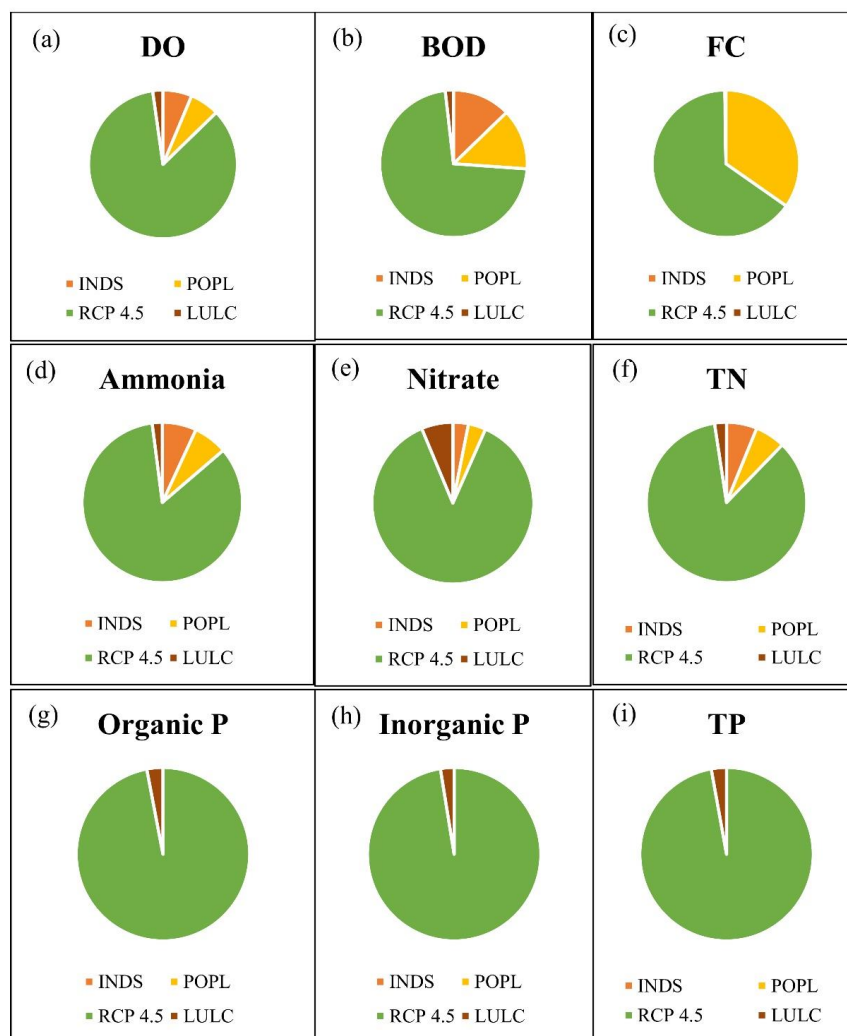 (a) DO
INDS POPL
RCP 4.5 LULC
(b) BOD
INDS POPL
RCP 4.5 LULC
(c) FC
INDS POPL
RCP 4.5 LULC
(d) Ammonia
INDS POPL
RCP 4.5 LULC
(e) Nitrate
INDS POPL
RCP 4.5 LULC
(f) TN
INDS POPL
RCP 4.5 LULC
(g) Organic P
INDS POPL
RCP 4.5 LULC
(h) Inorganic P
INDS POPL
RCP 4.5 LULC
(i) TP
INDS POPL
RCP 4.5 LULC